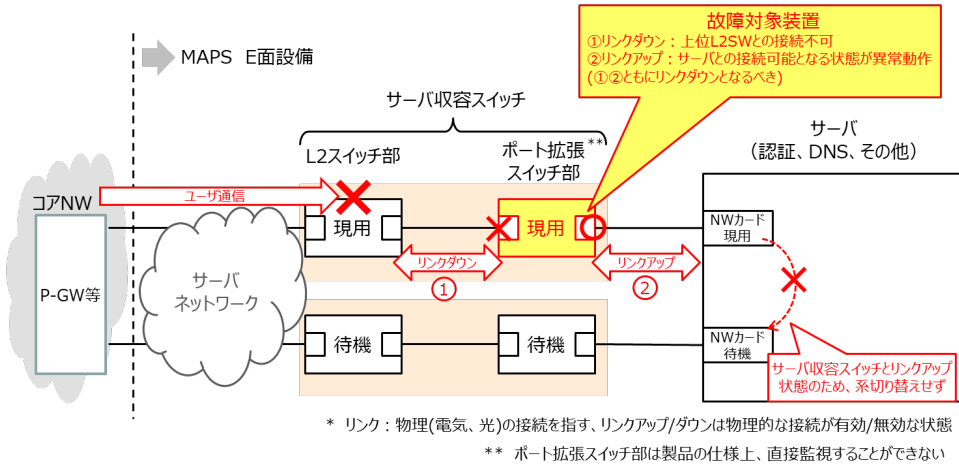 MAPS E面設備
故障対象装置
①リンクダウン：上位L2SWとの接続不可
②リンクアップ：サーバとの接続可能となる状態が異常動作
(①②ともにリンクダウンとなるべき)
サーバ収容スイッチ
L2スイッチ部
ポート拡張**
スイッチ部
サーバ
（認証、DNS、その他）
コアNW
ユーザ通信
P-GW等
サーバ
ネットワーク
現用
現用
NWカード
現用
リンクダウン
①
リンクアップ
②
待機
待機
NWカード
待機
サーバ収容スイッチとリンクアップ
状態のため、系切り替えせず
* リンク：物理(電気、光)の接続を指す、リンクアップ/ダウンは物理的な接続が有効/無効な状態
** ポート拡張スイッチ部は製品の仕様上、直接監視することができない